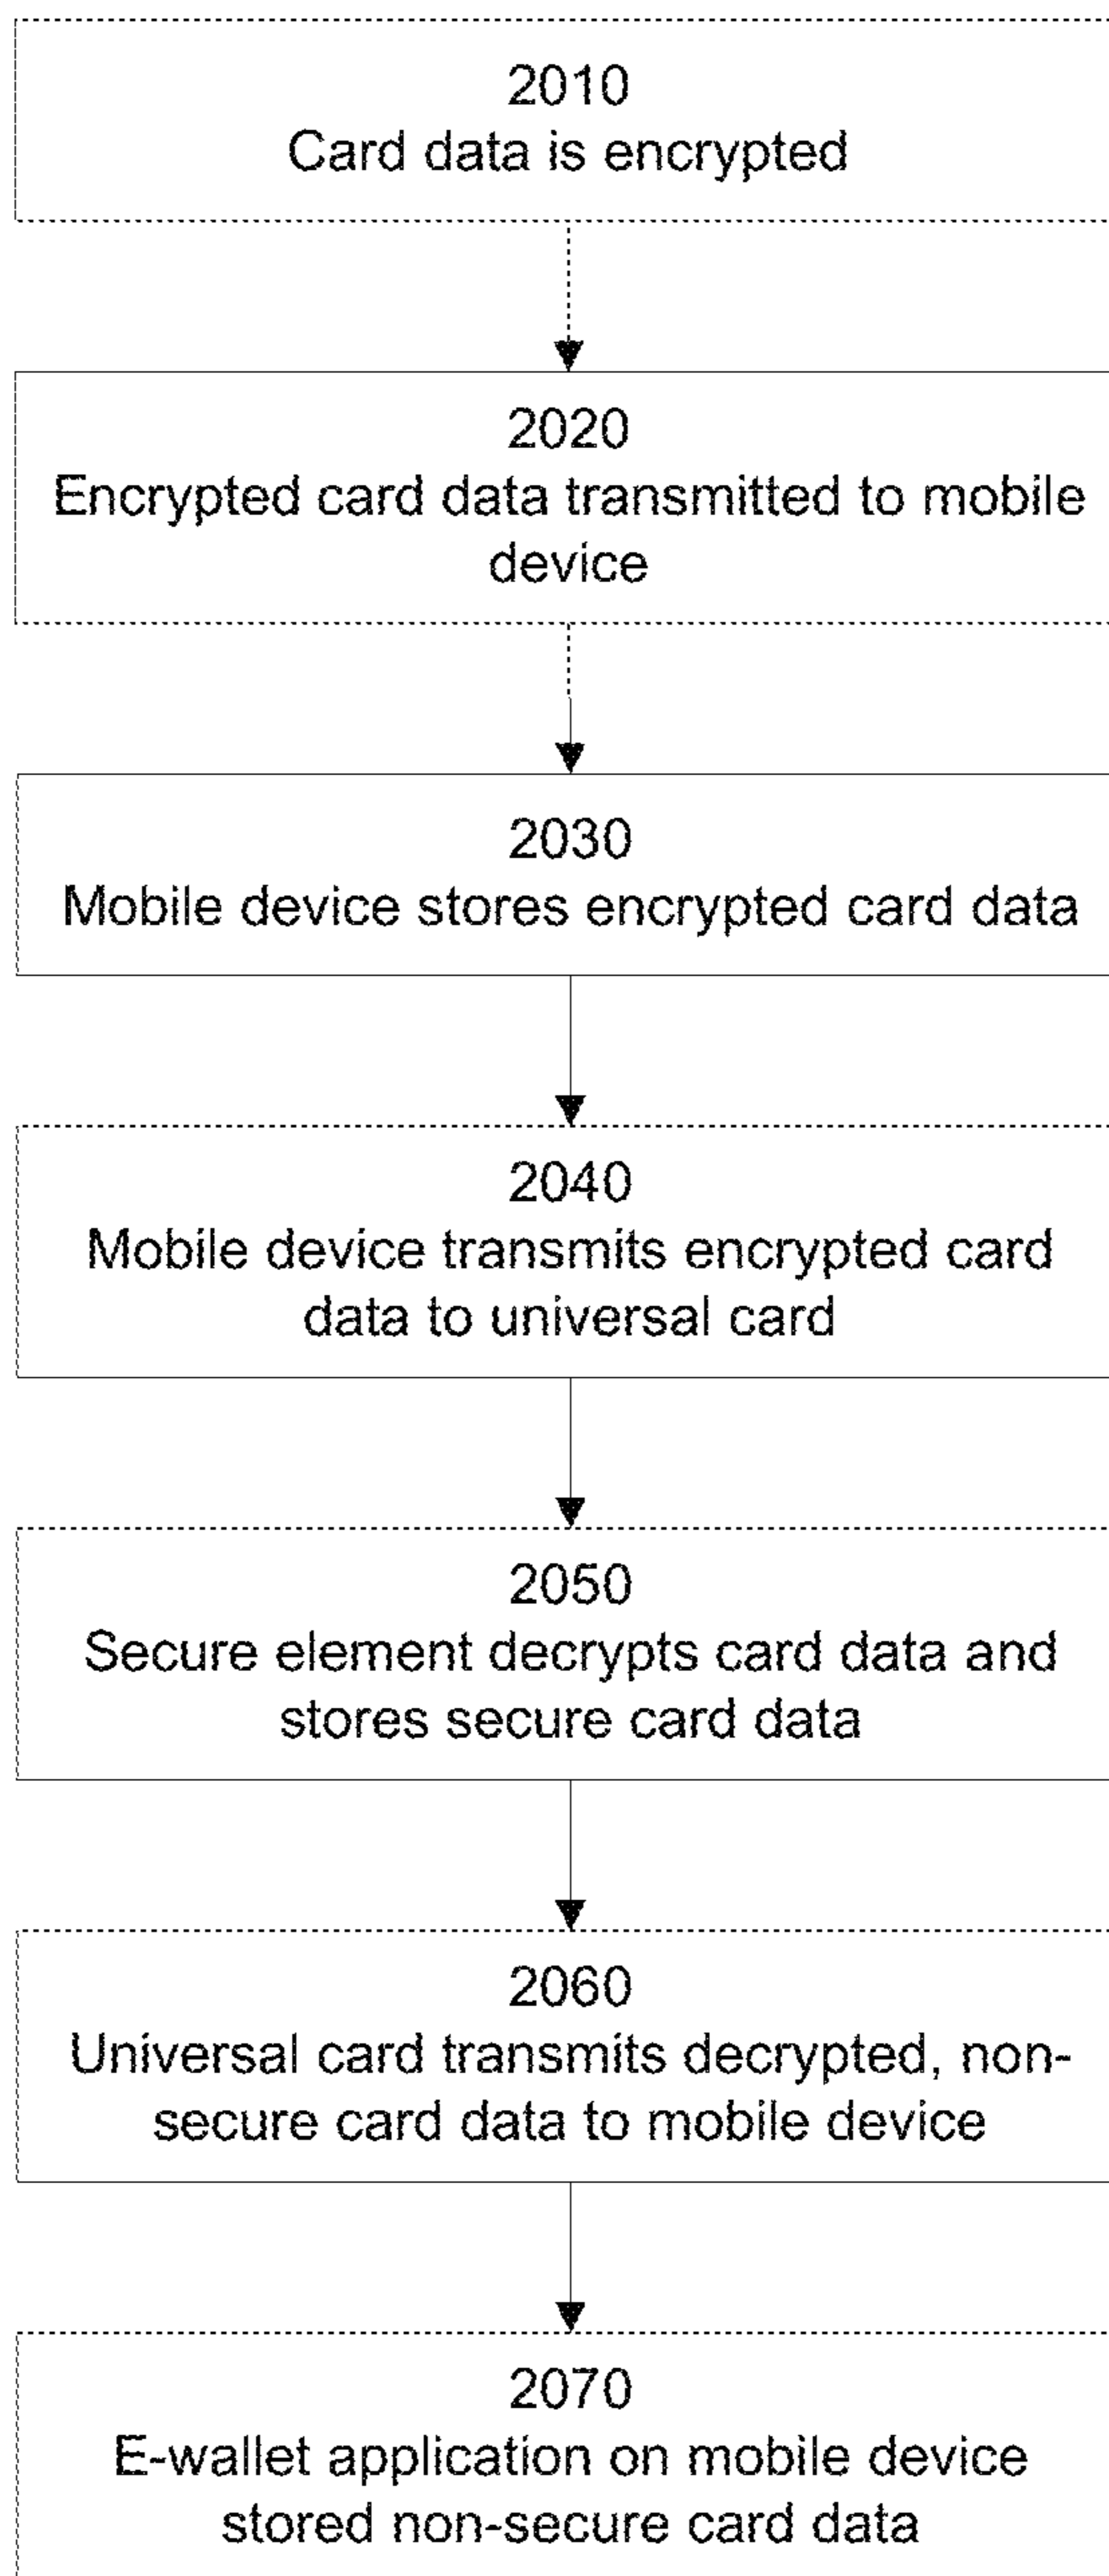 2010
Card data is encrypted
2020
Encrypted card data transmitted to mobile
device
2030
Mobile device stores encrypted card data
2040
Mobile device transmits encrypted card
data to universal card
2050
Secure element decrypts card data and
stores secure card data
2060
Universal card transmits decrypted, non-
secure card data to mobile device
2070
E-wallet application on mobile device
stored non-secure card data